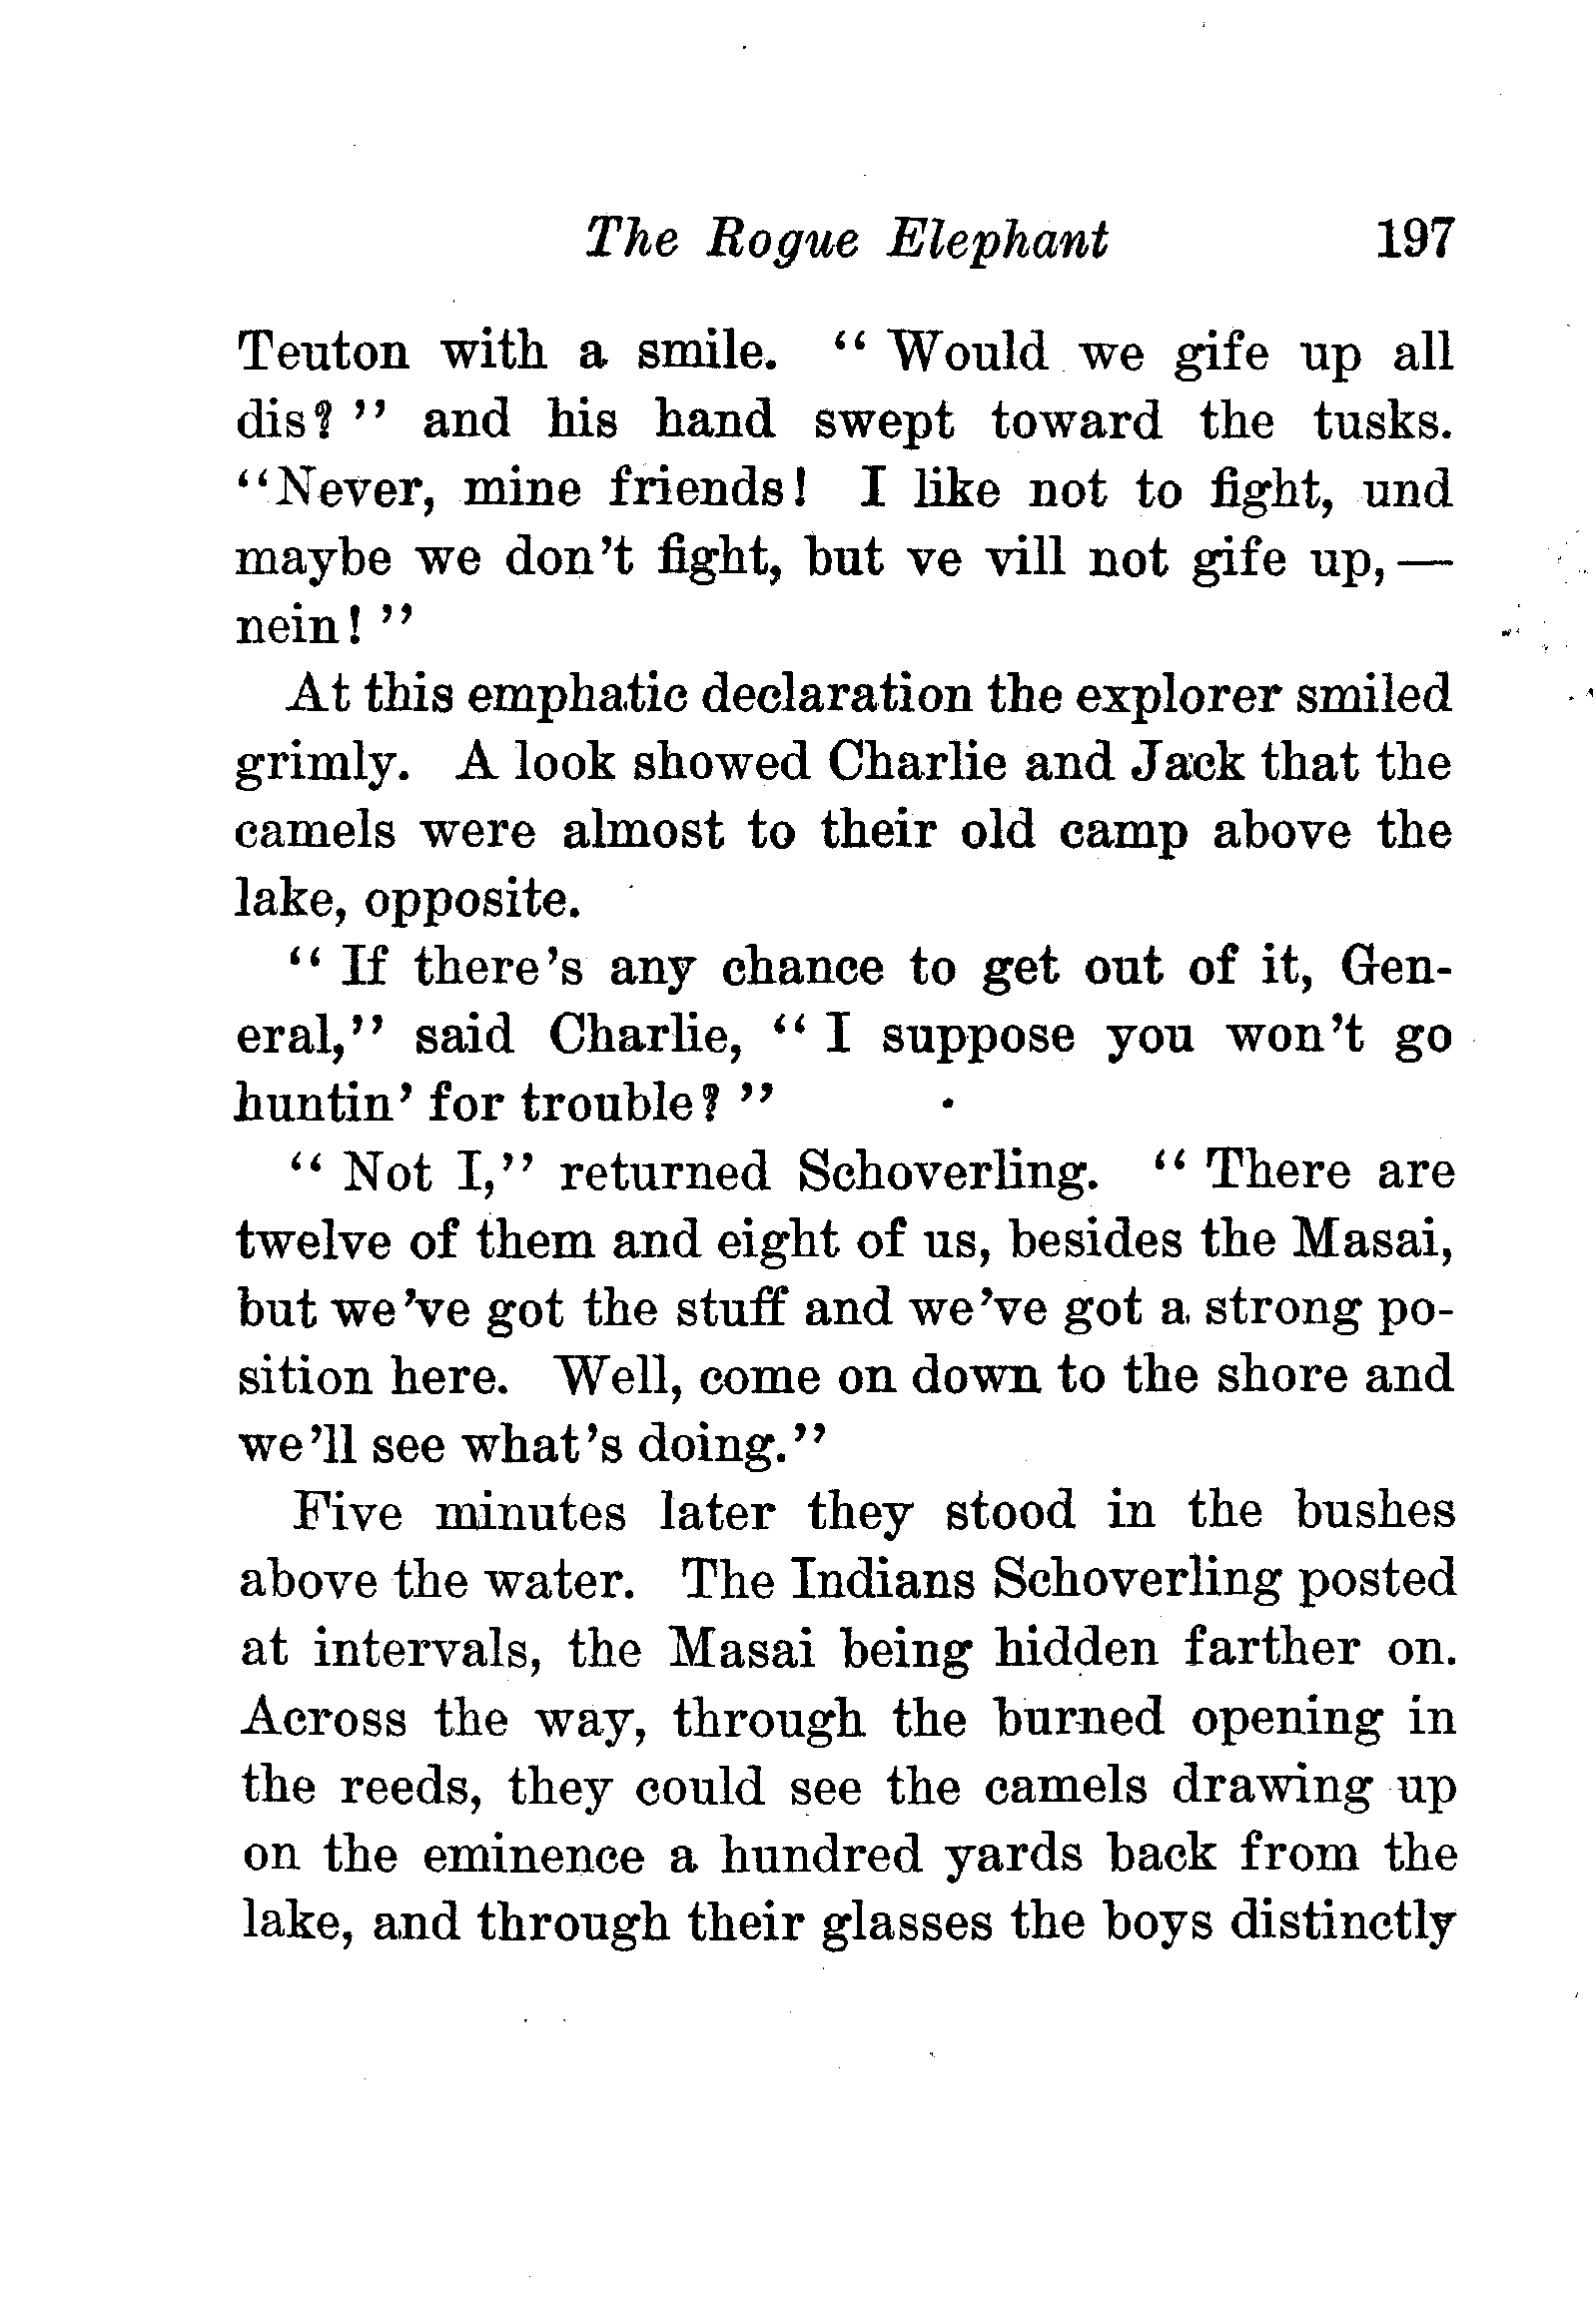 The Rogue Elephant 197
Teuton with a smile. “Would we gife up all
dis?” and his hand swept toward the tusks.
“Never, mine friends! I like not to fight, und
maybe we don't fight, but ve vill not gife up,—
nein!”
At this emphatic declaration the explorer smiled
grimly. A look showed Charlie and Jack that the
camels were almost to their old camp above the
lake, opposite.
“If there's any chance to get out of it, Gen-
eral,” said Charlie, “I suppose you won't go
huntin' for trouble?”
“Not I,” returned Schoverling. “There are
twelve of them and eight of us, besides the Masai,
but we've got the stuff and we've got a strong po-
sition here. Well, come on down to the shore and
we'll see what's doing.”
Five minutes later they stood in the bushes
above the water. The Indians Schoverling posted
at intervals, the Masai being hidden farther on.
Across the way, through the burned opening in
the reeds, they could see the camels drawing up
on the eminence a hundred yards back from the
lake, and through their glasses the boys distinctly